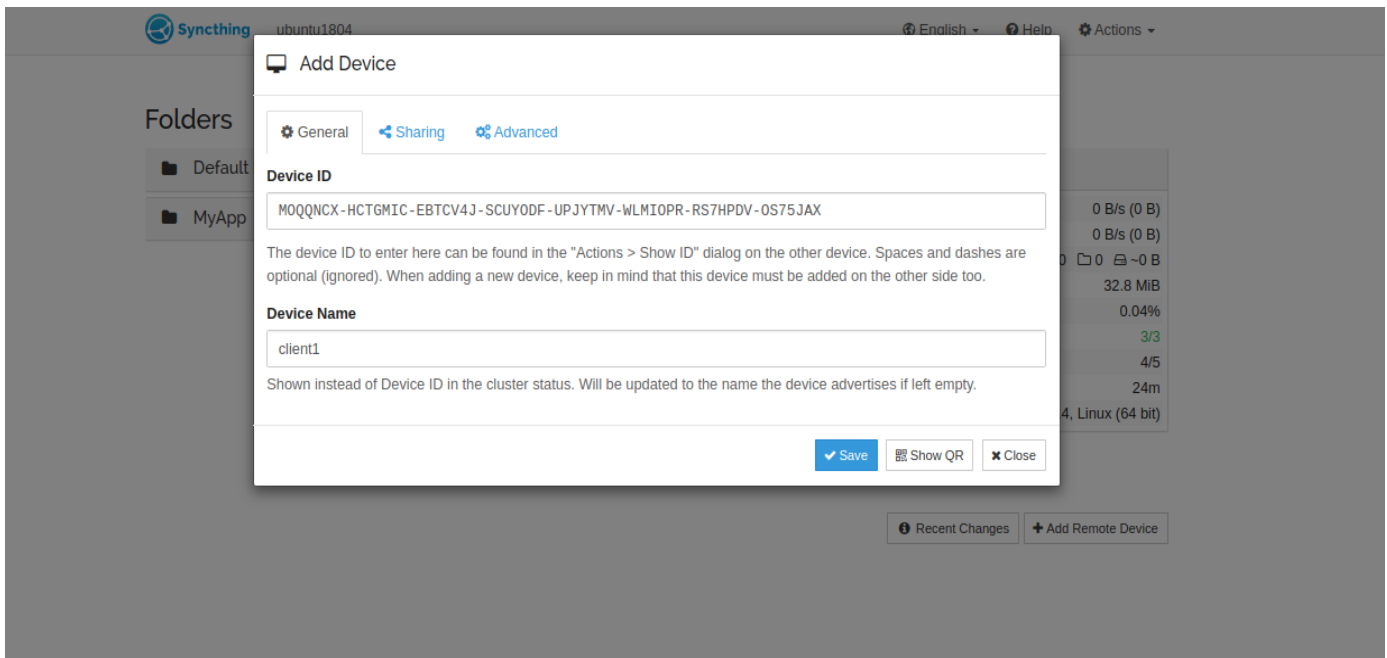 Syncthing ubuntu1804 English Help Actions
Add Device
Folders
General Sharing Advanced
Default
Device ID
MOQQNCX-HCTGMIC-EBTCV4J-SCUYODF-UPJYTMV-WLMIOPR-RS7HPDV-OS75JAX
MyApp
0 B/s (0 B)
0 B/s (0 B)
The device ID to enter here can be found in the "Actions > Show ID" dialog on the other device. Spaces and dashes are
optional (ignored). When adding a new device, keep in mind that this device must be added on the other side too.
0 ~0 B
32.8 MiB
Device Name
0.04%
3/3
client1
4/5
Shown instead of Device ID in the cluster status. Will be updated to the name the device advertises if left empty.
24m
4, Linux (64 bit)
Save Show QR Close
Recent Changes Add Remote Device